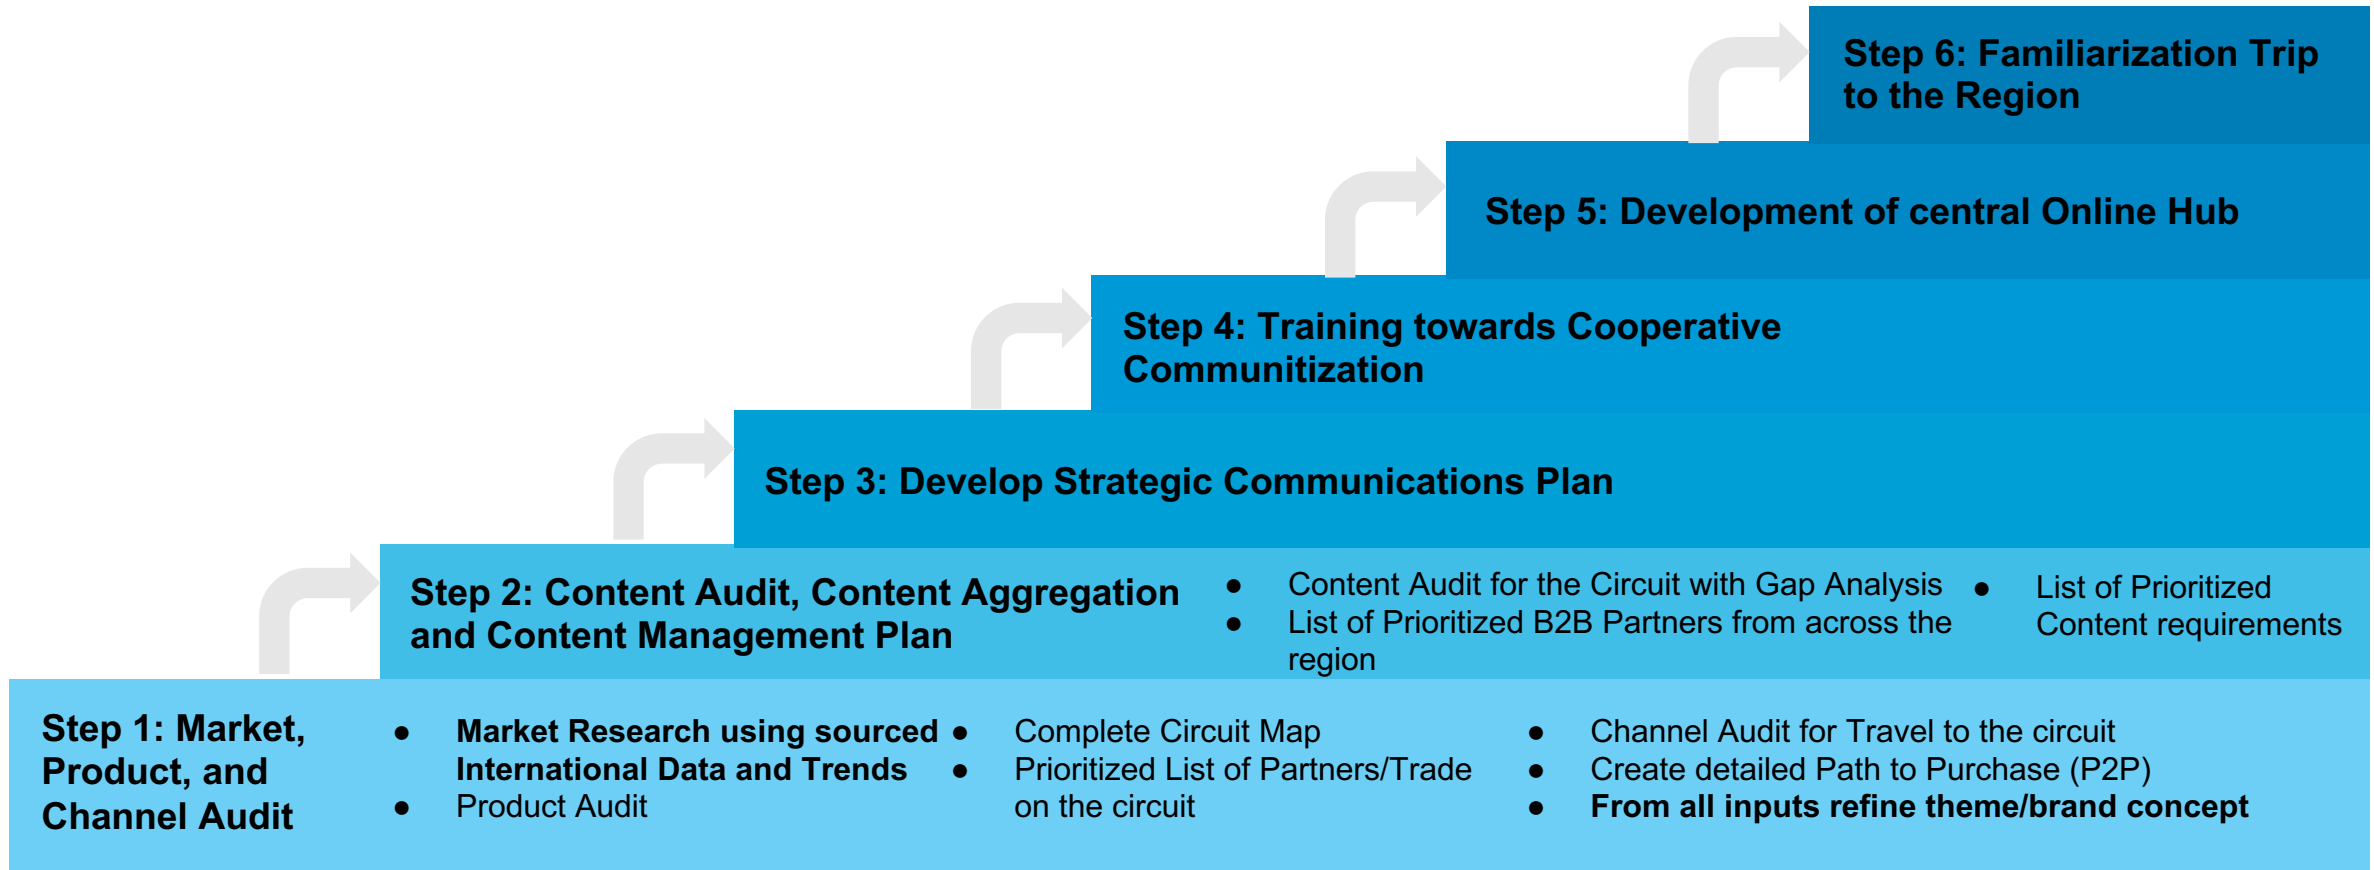 Step 6: Familiarization Trip
to the Region
Step 5: Development of central Online Hub
Step 4: Training towards Cooperative
Communitization
Step 3: Develop Strategic Communications Plan
Step 2: Content Audit, Content Aggregation
and Content Management Plan
● Content Audit for the Circuit with Gap Analysis
● List of Prioritized B2B Partners from across the
region
● List of Prioritized
Content requirements
Step 1: Market,
Product, and
Channel Audit
● Market Research using sourced
International Data and Trends
● Product Audit
● Complete Circuit Map
● Prioritized List of Partners/Trade
on the circuit
● Channel Audit for Travel to the circuit
● Create detailed Path to Purchase (P2P)
● From all inputs refine theme/brand concept